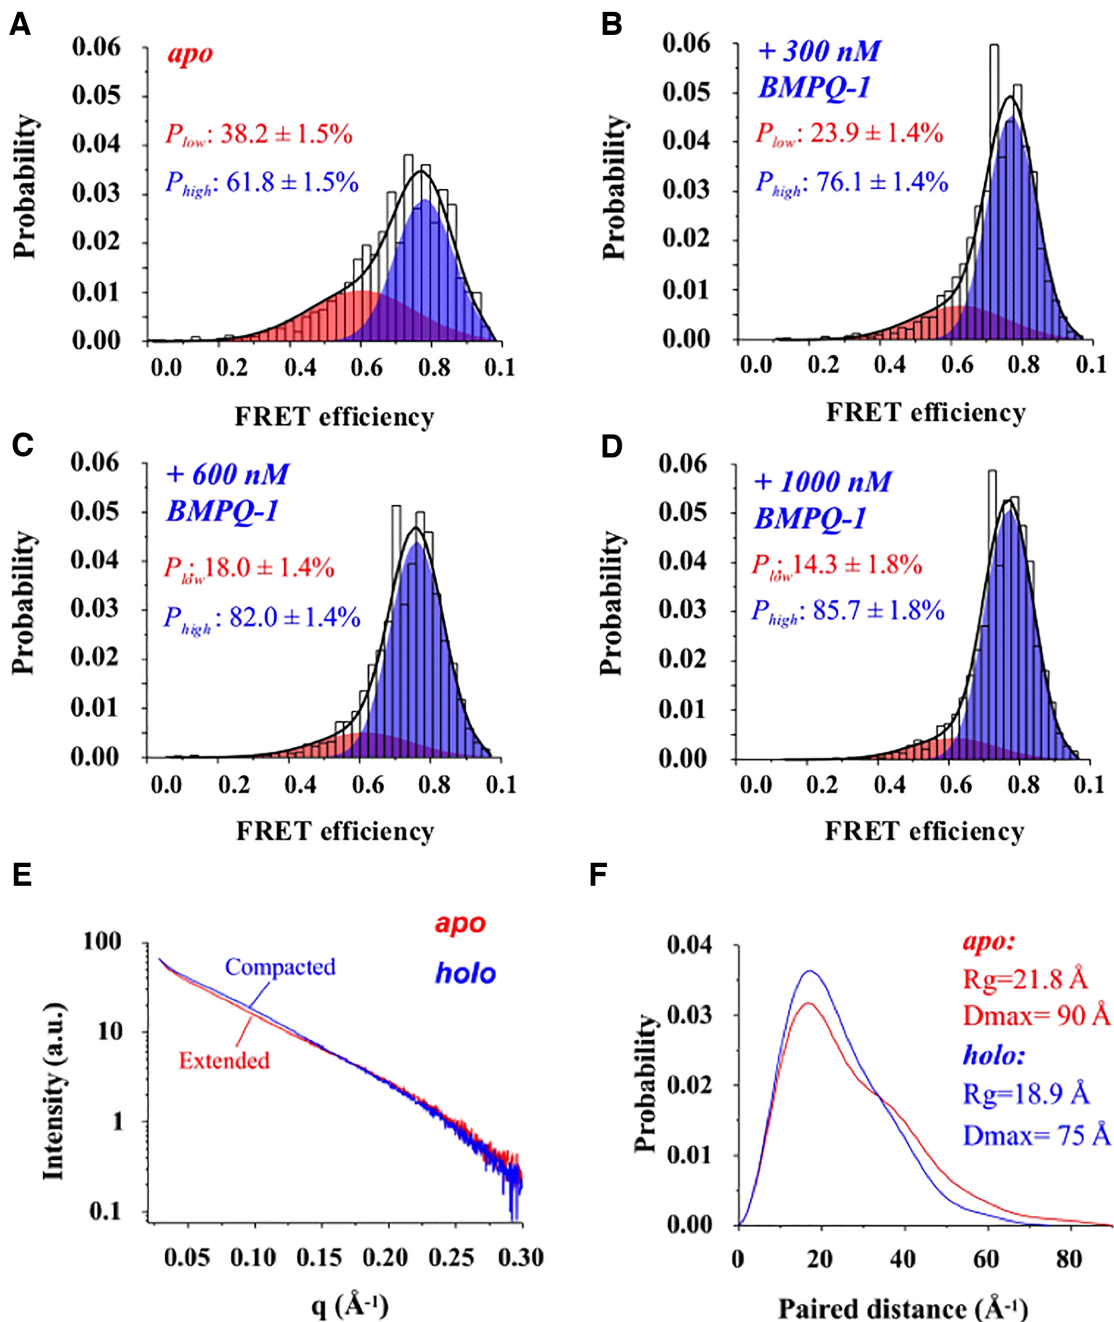 A
0.06
0.05
0.04
0.03
0.02
0.01
0.00
Probability
apo
Plow: 38.2 ± 1.5%
Phigh: 61.8 ± 1.5%
0.0 0.2 0.4 0.6 0.8 0.1
FRET efficiency
B
0.06
0.05
0.04
0.03
0.02
0.01
0.00
Probability
+ 300 nM
BMPQ-1
Plow: 23.9 ± 1.4%
Phigh: 76.1 ± 1.4%
0.0 0.2 0.4 0.6 0.8 0.1
FRET efficiency
C
0.06
0.05
0.04
0.03
0.02
0.01
0.00
Probability
+ 600 nM
BMPQ-1
Plow: 18.0 ± 1.4%
Phigh: 82.0 ± 1.4%
0.0 0.2 0.4 0.6 0.8 0.1
FRET efficiency
D
0.06
0.05
0.04
0.03
0.02
0.01
0.00
Probability
+ 1000 nM
BMPQ-1
Plow: 14.3 ± 1.8%
Phigh: 85.7 ± 1.8%
0.0 0.2 0.4 0.6 0.8 0.1
FRET efficiency
E
100
10
1
0.1
Intensity (a.u.)
apo
holo
Compacted
Extended
0.05 0.10 0.15 0.20 0.25 0.30
q (Å-1)
F
0.04
0.03
0.02
0.01
0.00
Probability
apo:
Rg=21.8 Å
Dmax= 90 Å
holo:
Rg=18.9 Å
Dmax= 75 Å
0 20 40 60 80
Paired distance (Å-1)